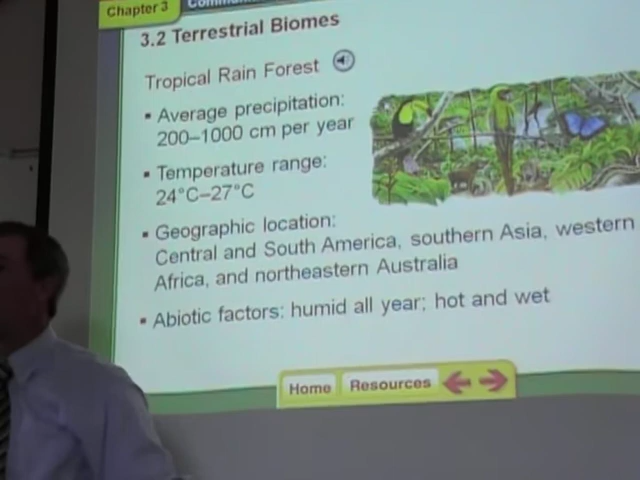 Chapter 3
3.2 Terrestrial Biomes
Tropical Rain Forest
▪ Average precipitation:
200–1000 cm per year
▪ Temperature range:
24°C–27°C
▪ Geographic location:
Central and South America, southern Asia, western
Africa, and northeastern Australia
▪ Abiotic factors: humid all year; hot and wet
Home Resources